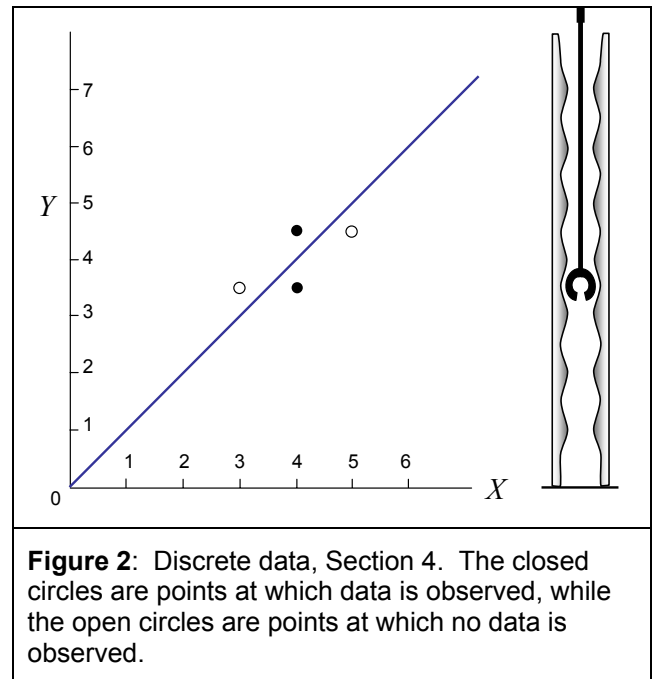 7
6
Y
5
4
3
2
1
1 2 3 4 5 6
0
X
Figure 2: Discrete data, Section 4. The closed
circles are points at which data is observed, while
the open circles are points at which no data is
observed.